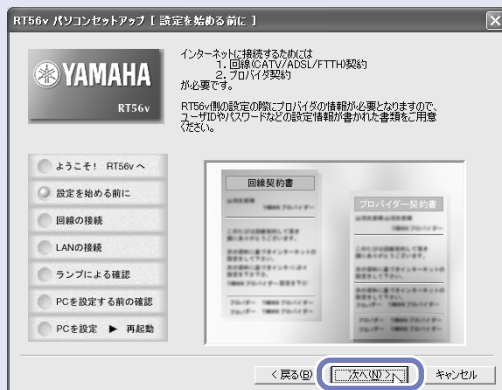 RT56v パソコンセットアップ [ 設定を始める前に ]
YAMAHA
RT56v
インターネットに接続するためには
1. 回線(CATV/ADSL/FTTH)契約
2. プロバイダ契約
が必要です。
RT56v側の設定の際にプロバイダの情報が必要となりますので、
ユーザIDやパスワードなどの設定情報が書かれた書類をご用意
ください。
ようこそ! RT56v へ
設定を始める前に
回線の接続
LANの接続
ランプによる確認
PCを設定する前の確認
PCを設定 ▶ 再起動
回線契約書
プロバイダー契約書
< 戻る(B)
次へ(N) >
キャンセル